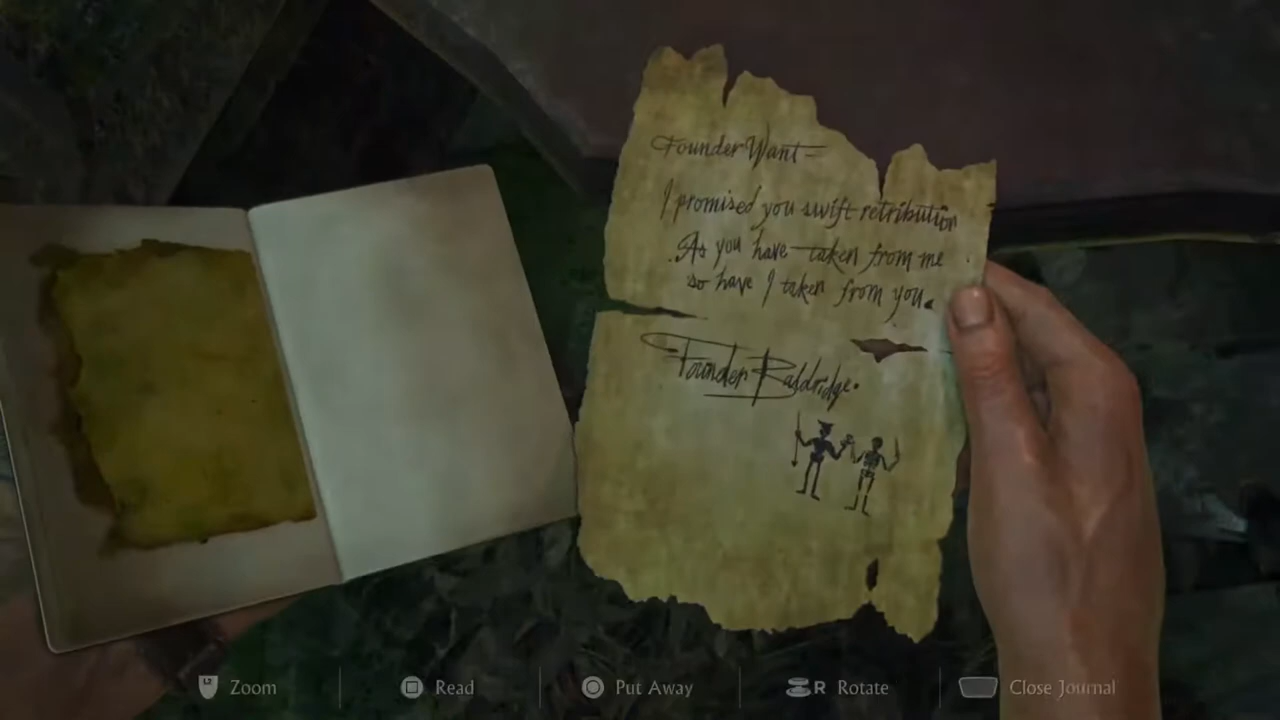 Founder Want-
I promised you swift retribution
As you have taken from me
so have I taken from you.
Founder Baldridge.
L2 Zoom
Read
Put Away
R Rotate
Close Journal